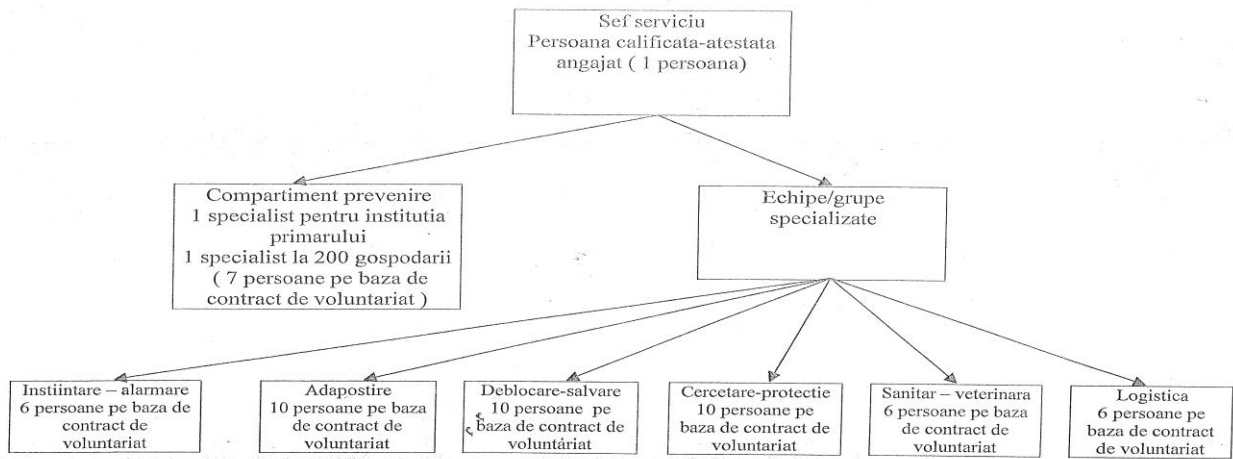 Sef serviciu
Persoana calificata-atestata
angajat ( 1 persoana)
Compartiment prevenire
1 specialist pentru institutia
primarului
1 specialist la 200 gospodarii
( 7 persoane pe baza de
contract de voluntariat )
Echipe/grupe
specializate
Instiintare – alarmare
6 persoane pe baza de
contract de
voluntariat
Adapostire
10 persoane pe baza
de contract de
voluntariat
Deblocare-salvare
10 persoane pe
baza de contract de
voluntariat
Cercetare-protectie
10 persoane pe
baza de contract de
voluntariat
Sanitar – veterinara
6 persoane pe baza
de contract de
voluntariat
Logistica
6 persoane pe
baza de contract
de voluntariat